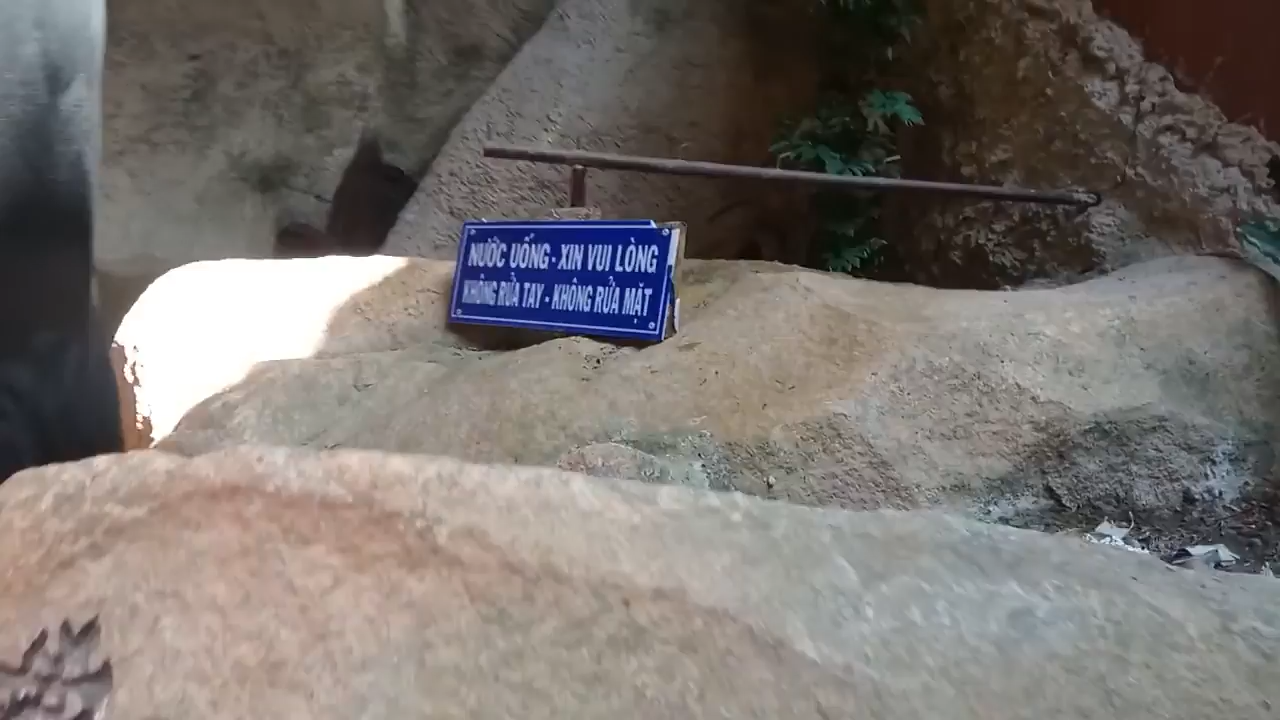 NƯỚC UỐNG - XIN VUI LÒNG
KHÔNG RỬA TAY - KHÔNG RỬA MẶT